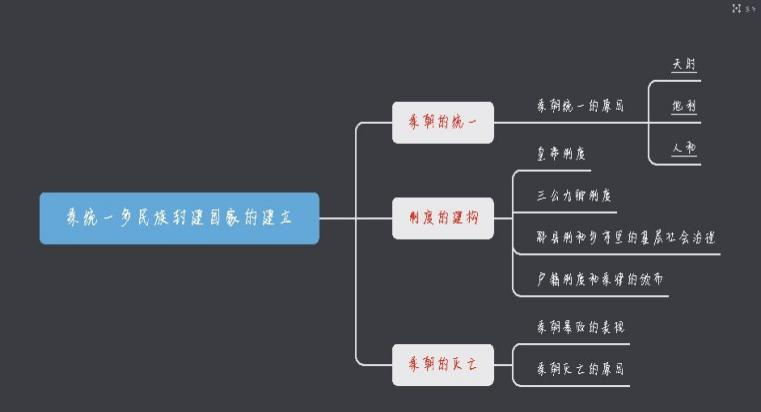 秦统一多民族封建国家的建立
秦朝的统一
秦朝统一的原因
天时
地利
人和
制度的建构
皇帝制度
三公九卿制度
郡县制和乡亭里的基层社会治理
户籍制度和秦律的颁布
秦朝的灭亡
秦朝暴政的表现
秦朝灭亡的原因